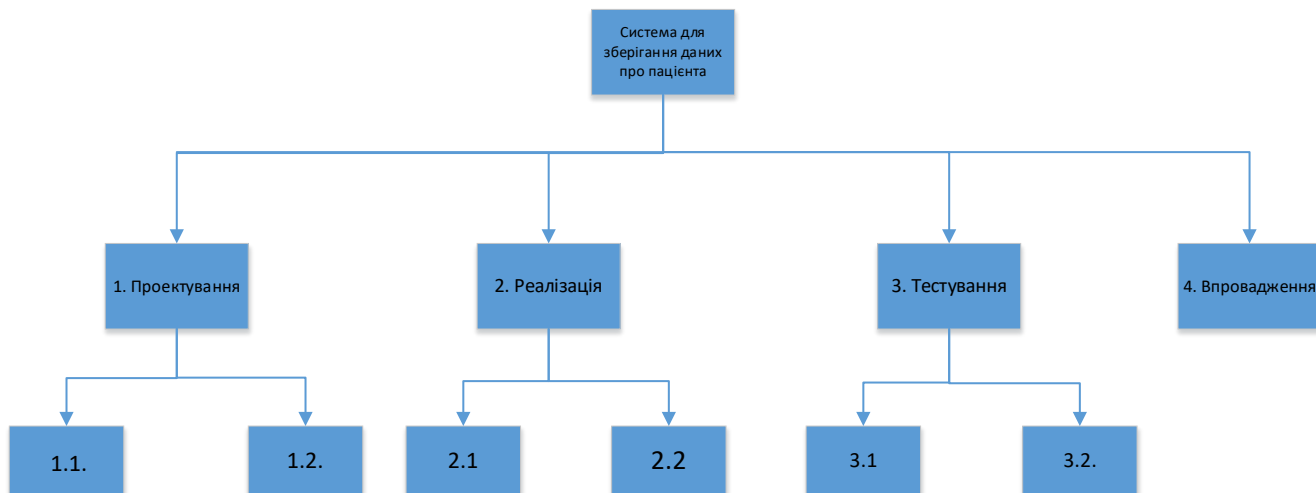 Система для
зберігання даних
про пацієнта
1. Проектування
2. Реалізація
3. Тестування
4. Впровадження
1.1.
1.2.
2.1
2.2
3.1
3.2.